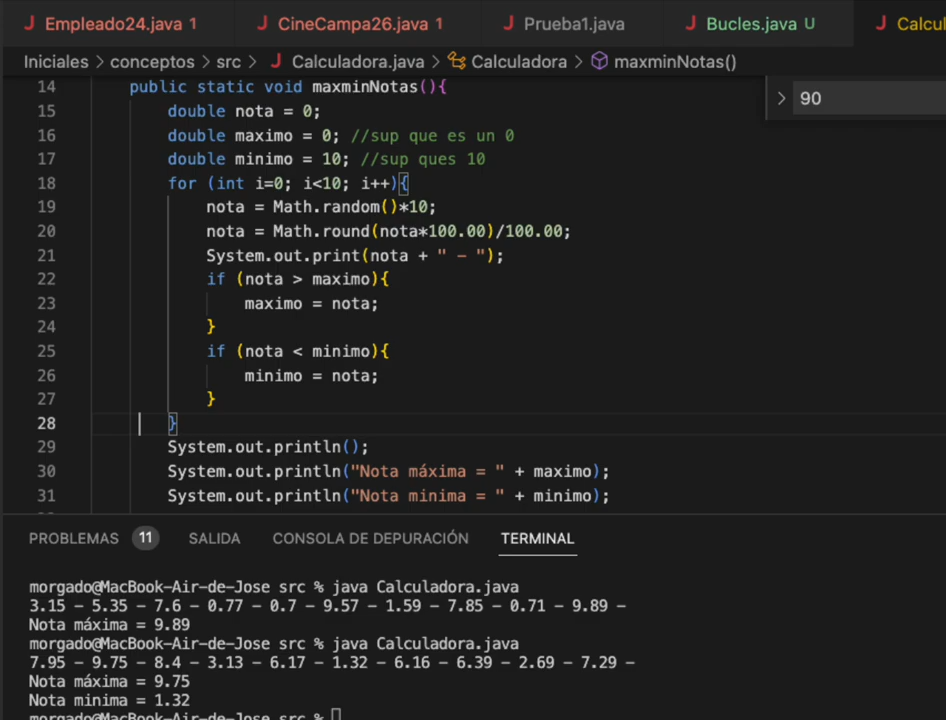 Empleado24.java 1 CineCampa26.java 1 Prueba1.java Bucles.java U
Iniciales > conceptos > src > Calculadora.java > Calculadora > maxminNotas()
> 90
14 public static void maxminNotas(){
15 double nota = 0;
16 double maximo = 0; //sup que es un 0
17 double minimo = 10; //sup ques 10
18 for (int i=0; i<10; i++){
19 nota = Math.random()*10;
20 nota = Math.round(nota*100.00)/100.00;
21 System.out.print(nota + " - ");
22 if (nota > maximo){
23 maximo = nota;
24 }
25 if (nota < minimo){
26 minimo = nota;
27 }
28 }
29 System.out.println();
30 System.out.println("Nota máxima = " + maximo);
31 System.out.println("Nota minima = " + minimo);
PROBLEMAS 11 SALIDA CONSOLA DE DEPURACIÓN TERMINAL
morgado@MacBook-Air-de-Jose src % java Calculadora.java
3.15 - 5.35 - 7.6 - 0.77 - 0.7 - 9.57 - 1.59 - 7.85 - 0.71 - 9.89 -
Nota máxima = 9.89
morgado@MacBook-Air-de-Jose src % java Calculadora.java
7.95 - 9.75 - 8.4 - 3.13 - 6.17 - 1.32 - 6.16 - 6.39 - 2.69 - 7.29 -
Nota máxima = 9.75
Nota minima = 1.32
morgado@MacBook-Air-de-Jose src %